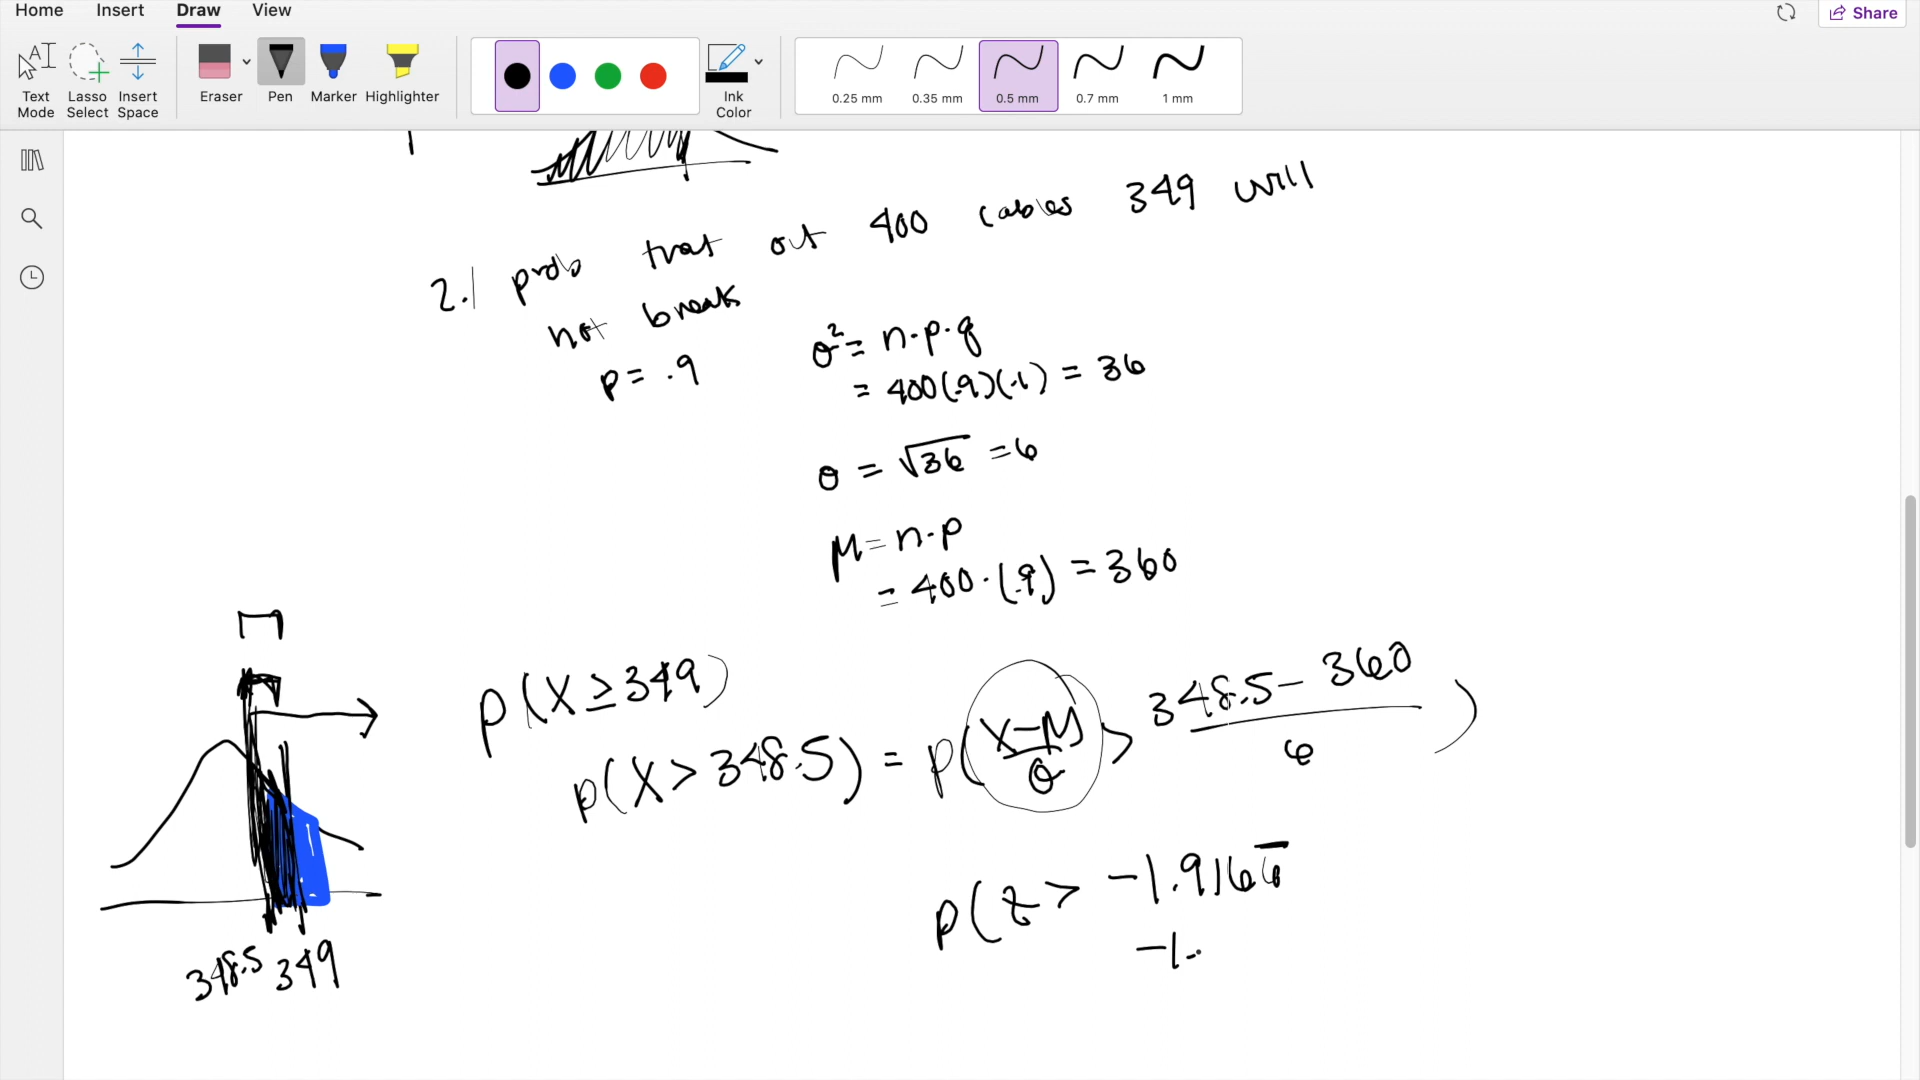 Home Insert Draw View
Share
Text Mode
Lasso Select
Insert Space
Eraser
Pen
Marker
Highlighter
Ink Color
0.25 mm
0.35 mm
0.5 mm
0.7 mm
1 mm
2.) prob that out 400 cables 349 will
not break
p = .9
σ² = n·p·q
= 400(.9)(.1) = 36
σ = √36 = 6
μ = n·p
= 400·(.9) = 360
P(X ≥ 349)
P(X > 348.5) = P((X−μ)/σ > (348.5 − 360)/6)
P(z > −1.9166̅
−1.
348.5 349